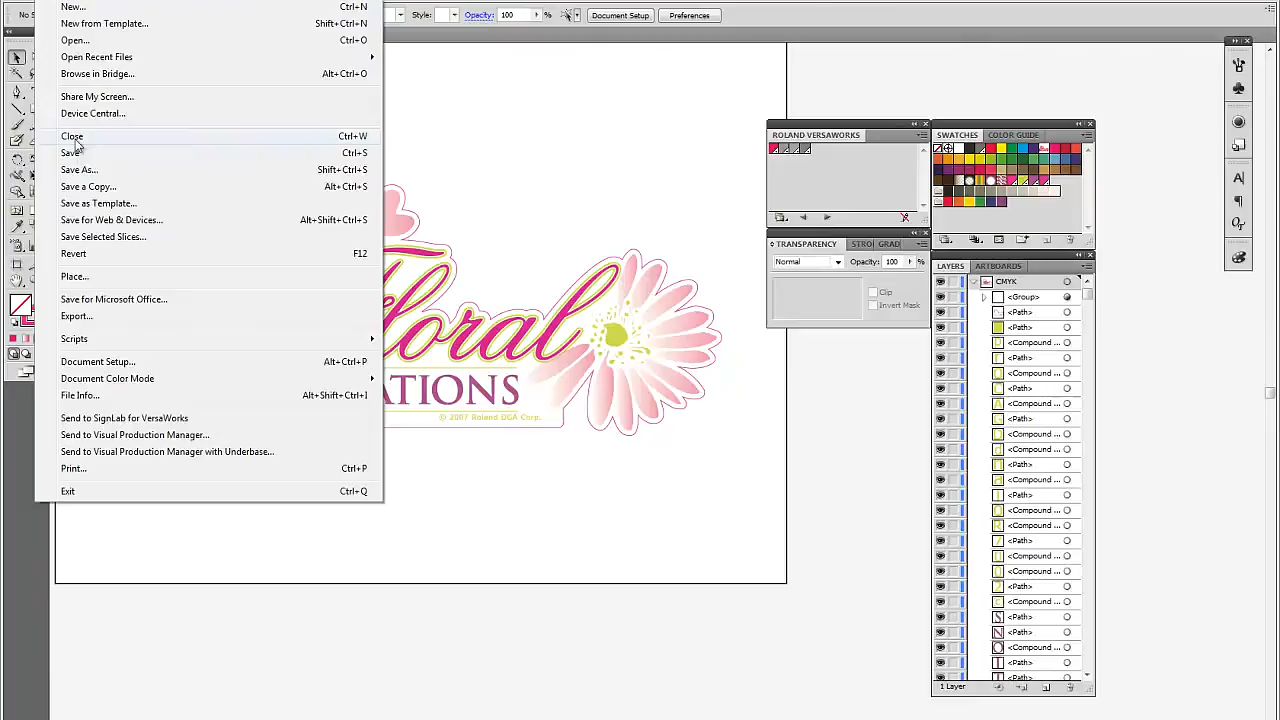 New... Ctrl+N
New from Template... Shift+Ctrl+N
Open... Ctrl+O
Open Recent Files
Browse in Bridge... Alt+Ctrl+O
Share My Screen...
Device Central...
Close Ctrl+W
Save Ctrl+S
Save As... Shift+Ctrl+S
Save a Copy... Alt+Ctrl+S
Save as Template...
Save for Web & Devices... Alt+Shift+Ctrl+S
Save Selected Slices...
Revert F12
Place...
Save for Microsoft Office...
Export...
Scripts
Document Setup... Alt+Ctrl+P
Document Color Mode
File Info... Alt+Shift+Ctrl+I
Send to SignLab for VersaWorks
Send to Visual Production Manager...
Print... Ctrl+P
Exit Ctrl+Q
No S
Style:
Opacity: 100 %
Document Setup
Preferences
loral
ATIONS
© 2007 Roland DGA Corp.
ROLAND VERSAWORKS
SWATCHES COLOR GUIDE
TRANSPARENCY STRO GRAD
Normal Opacity: 100 %
Clip
Invert Mask
LAYERS ARTBOARDS
CMYK
<Group>
<Path>
<Path>
<Compound ...
<Path>
<Compound ...
<Path>
<Compound ...
<Path>
<Compound ...
<Compound ...
<Path>
<Compound ...
<Path>
<Compound ...
<Compound ...
<Path>
<Compound ...
<Compound ...
<Path>
<Compound ...
<Path>
<Path>
<Compound ...
<Path>
<Path>
1 Layer